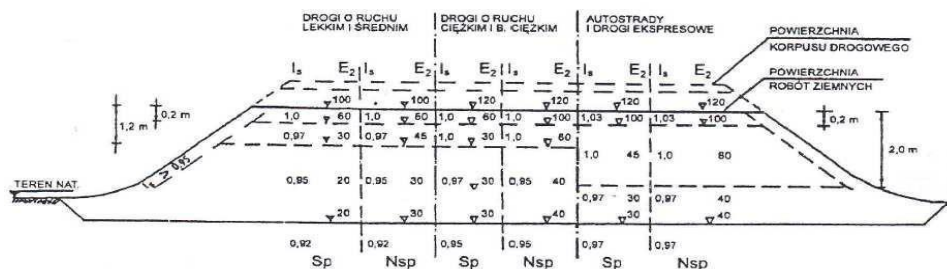 DROGI O RUCHU LEKKIM I ŚREDNIM
DROGI O RUCHU CIĘŻKIM I B. CIĘŻKIM
AUTOSTRADY I DROGI EKSPRESOWE
POWIERZCHNIA KORPUSU DROGOWEGO
POWIERZCHNIA ROBÓT ZIEMNYCH
Is E2 Is E2 Is E2 Is E2 Is E2 Is E2
100 100 120 120 120 120
1,2 m 0,2 m 1,0 60 1,0 60 1,0 60 1,0 100 1,03 100 1,03 100 0,2 m
0,97 30 0,97 45 1,0 30 1,0 60
2,0 m
1,0 45 1,0 60
≥ 0,95
TEREN NAT.
0,95 20 0,95 30 0,97 30 0,95 40
0,97 30 0,97 40
20 30 30 40 30 40
0,92 0,92 0,95 0,95 0,97 0,97
Sp Nsp Sp Nsp Sp Nsp